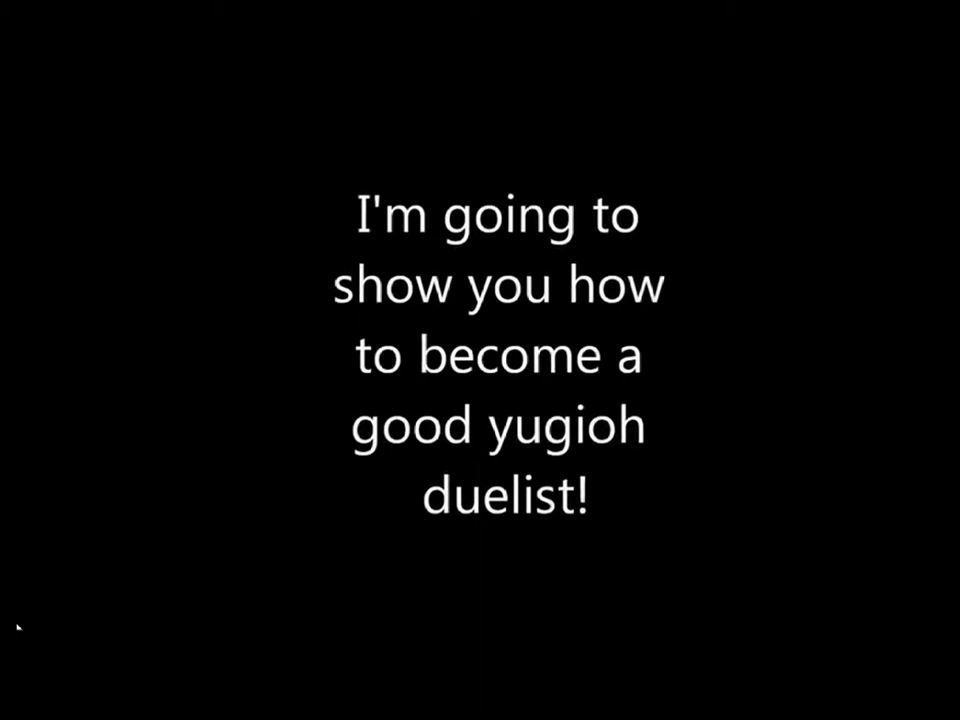 I'm going to
show you how
to become a
good yugioh
duelist!